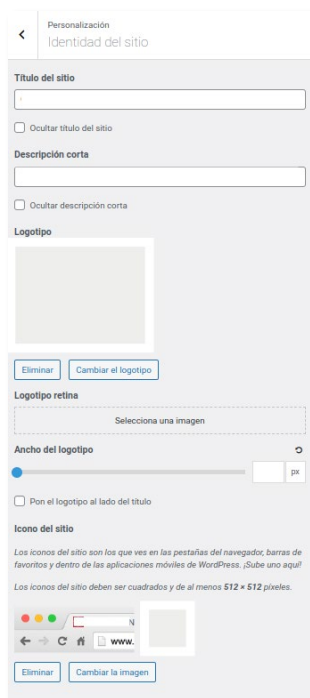 Personalización
Identidad del sitio
Título del sitio
Ocultar título del sitio
Descripción corta
Ocultar descripción corta
Logotipo
Eliminar
Cambiar el logotipo
Logotipo retina
Selecciona una imagen
Ancho del logotipo
px
Pon el logotipo al lado del título
Icono del sitio
Los iconos del sitio son los que ves en las pestañas del navegador, barras de
favoritos y dentro de las aplicaciones móviles de WordPress. ¡Sube uno aquí!
Los iconos del sitio deben ser cuadrados y de al menos 512 × 512 píxeles.
N
www.
Eliminar
Cambiar la imagen